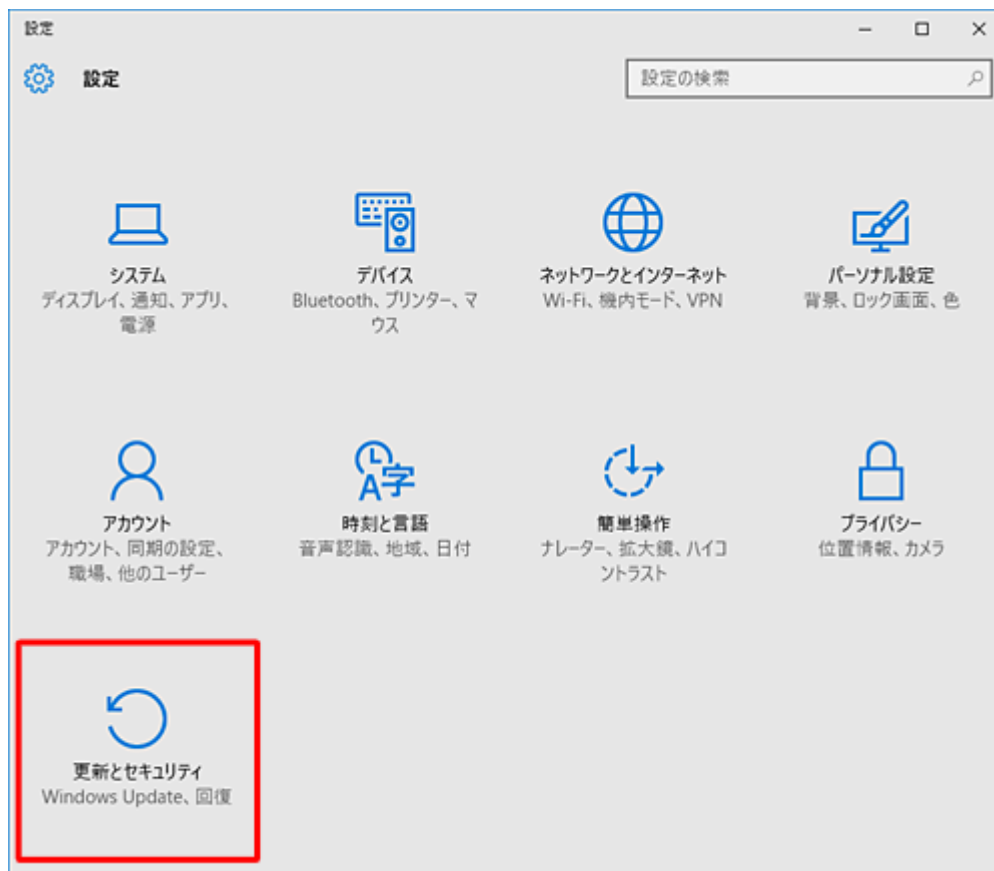 設定
設定
設定の検索
システム
ディスプレイ、通知、アプリ、
電源
デバイス
Bluetooth、プリンター、マ
ウス
ネットワークとインターネット
Wi-Fi、機内モード、VPN
パーソナル設定
背景、ロック画面、色
アカウント
アカウント、同期の設定、
職場、他のユーザー
時刻と言語
音声認識、地域、日付
簡単操作
ナレーター、拡大鏡、ハイコ
ントラスト
プライバシー
位置情報、カメラ
更新とセキュリティ
Windows Update、回復